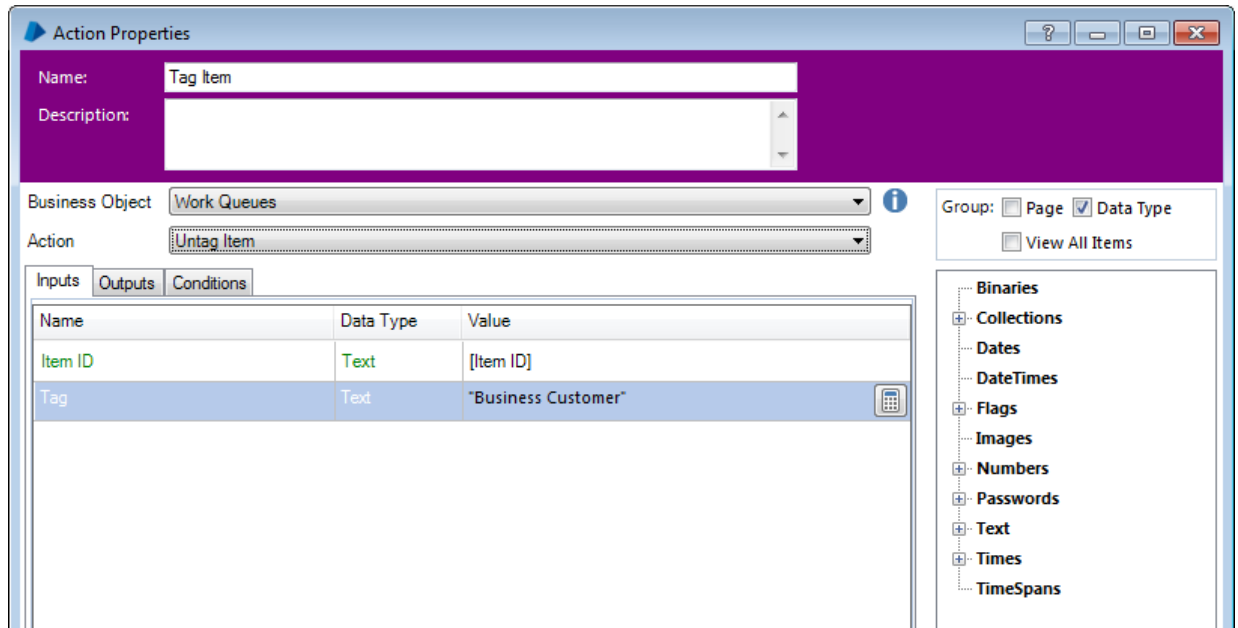 Action Properties
?
Name: Tag Item
Description:
Business Object Work Queues i
Group: Page Data Type
Action Untag Item
View All Items
Inputs Outputs Conditions
Name Data Type Value
Item ID Text [Item ID]
Tag Text "Business Customer"
Binaries
Collections
Dates
DateTimes
Flags
Images
Numbers
Passwords
Text
Times
TimeSpans